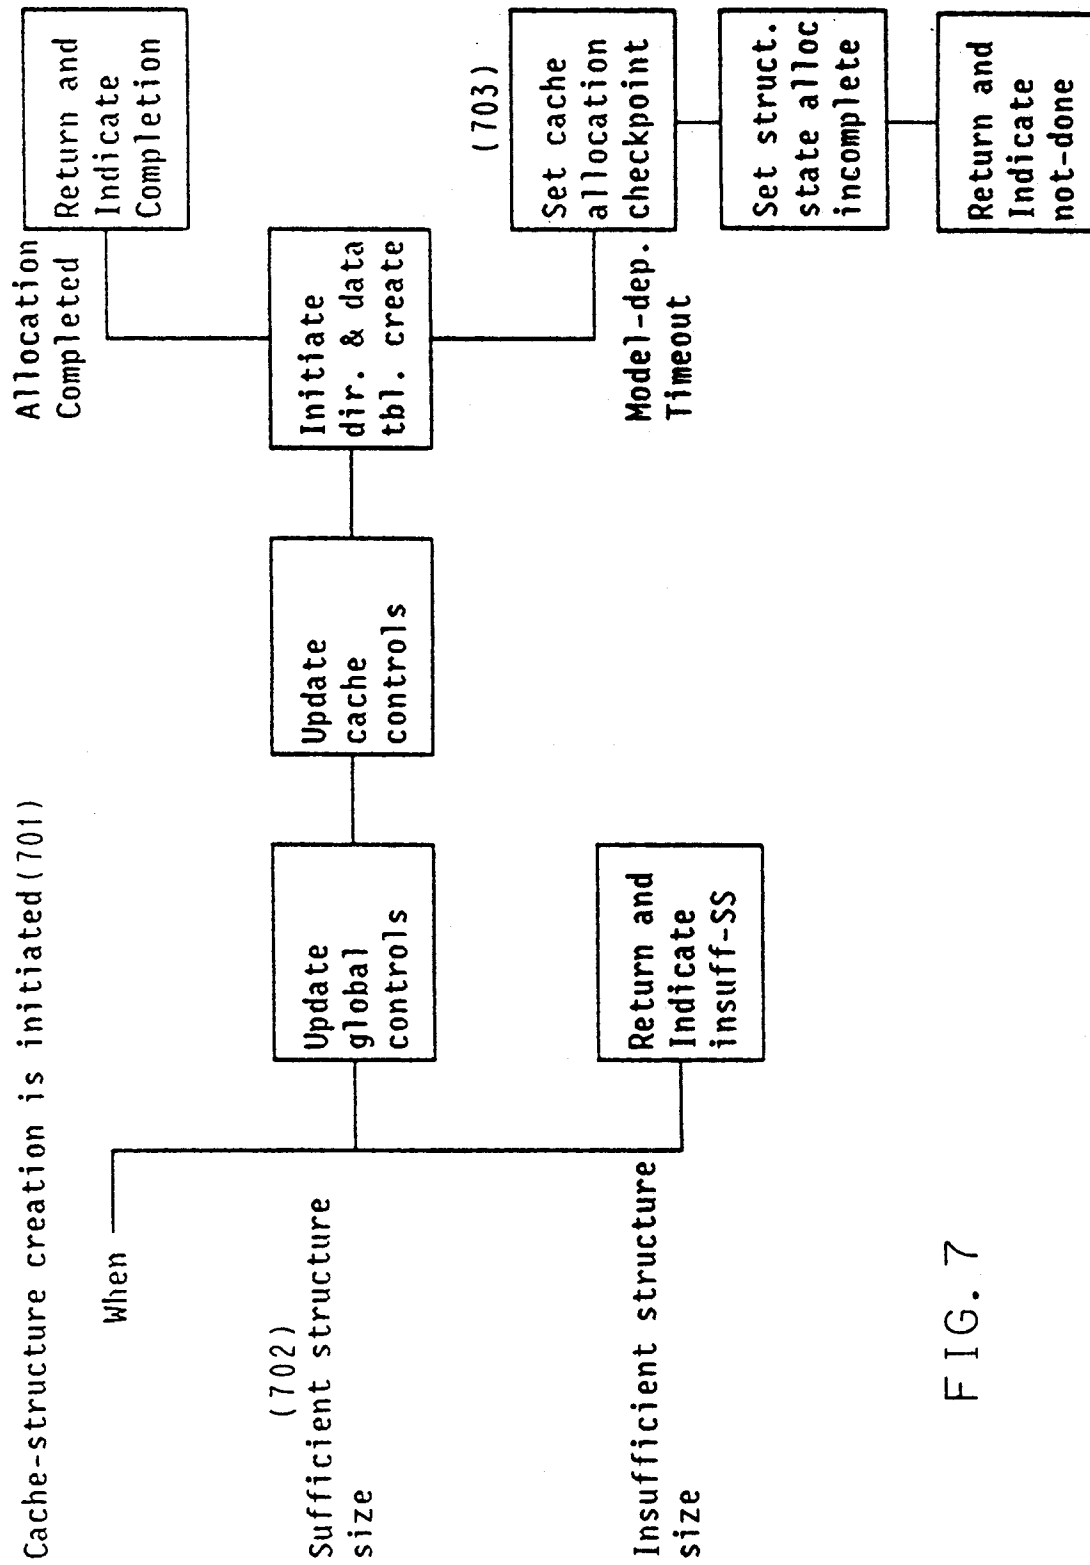 Cache-structure creation is initiated(701)
When
(702)
Sufficient structure
size
Update
global
controls
Update
cache
controls
Initiate
dir. & data
tbl. create
Allocation
Completed
Return and
Indicate
Completion
Model-dep.
Timeout
(703)
Set cache
allocation
checkpoint
Set struct.
state alloc
incomplete
Return and
Indicate
not-done
Insufficient structure
size
Return and
Indicate
insuff-SS
FIG. 7